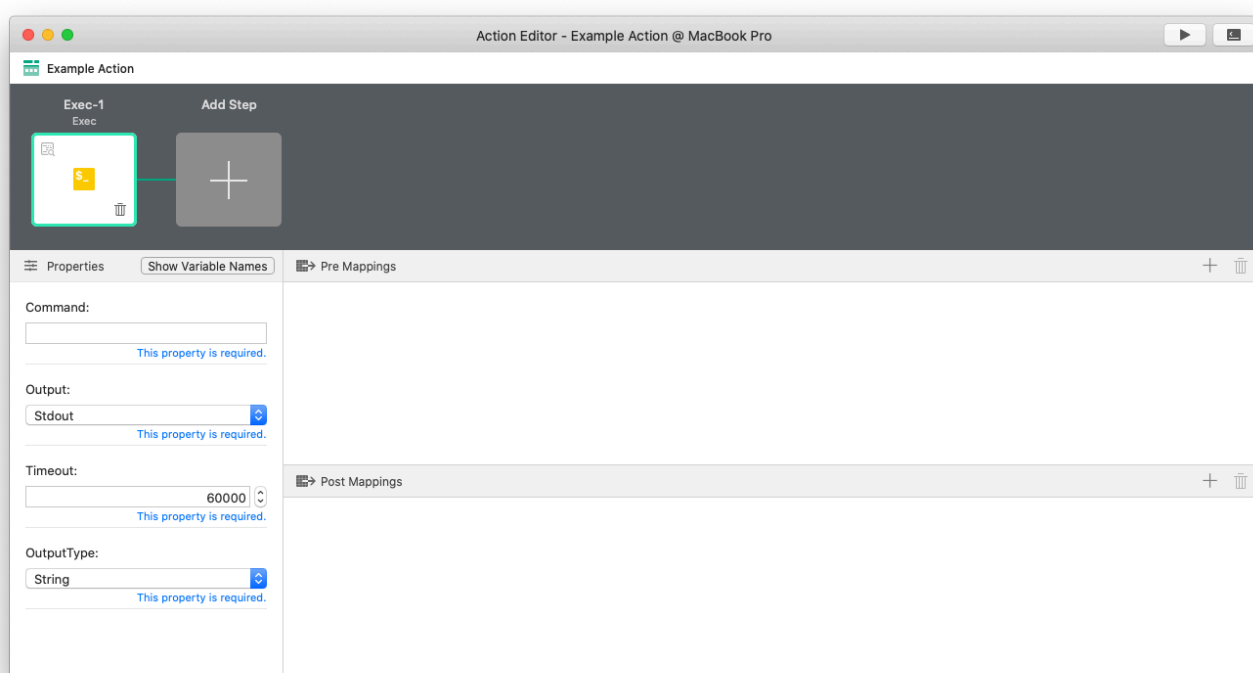 Action Editor - Example Action @ MacBook Pro
Example Action
Exec-1
Exec
Add Step
$_
Properties
Show Variable Names
Pre Mappings
Command:
This property is required.
Output:
Stdout
This property is required.
Timeout:
60000
This property is required.
OutputType:
String
This property is required.
Post Mappings